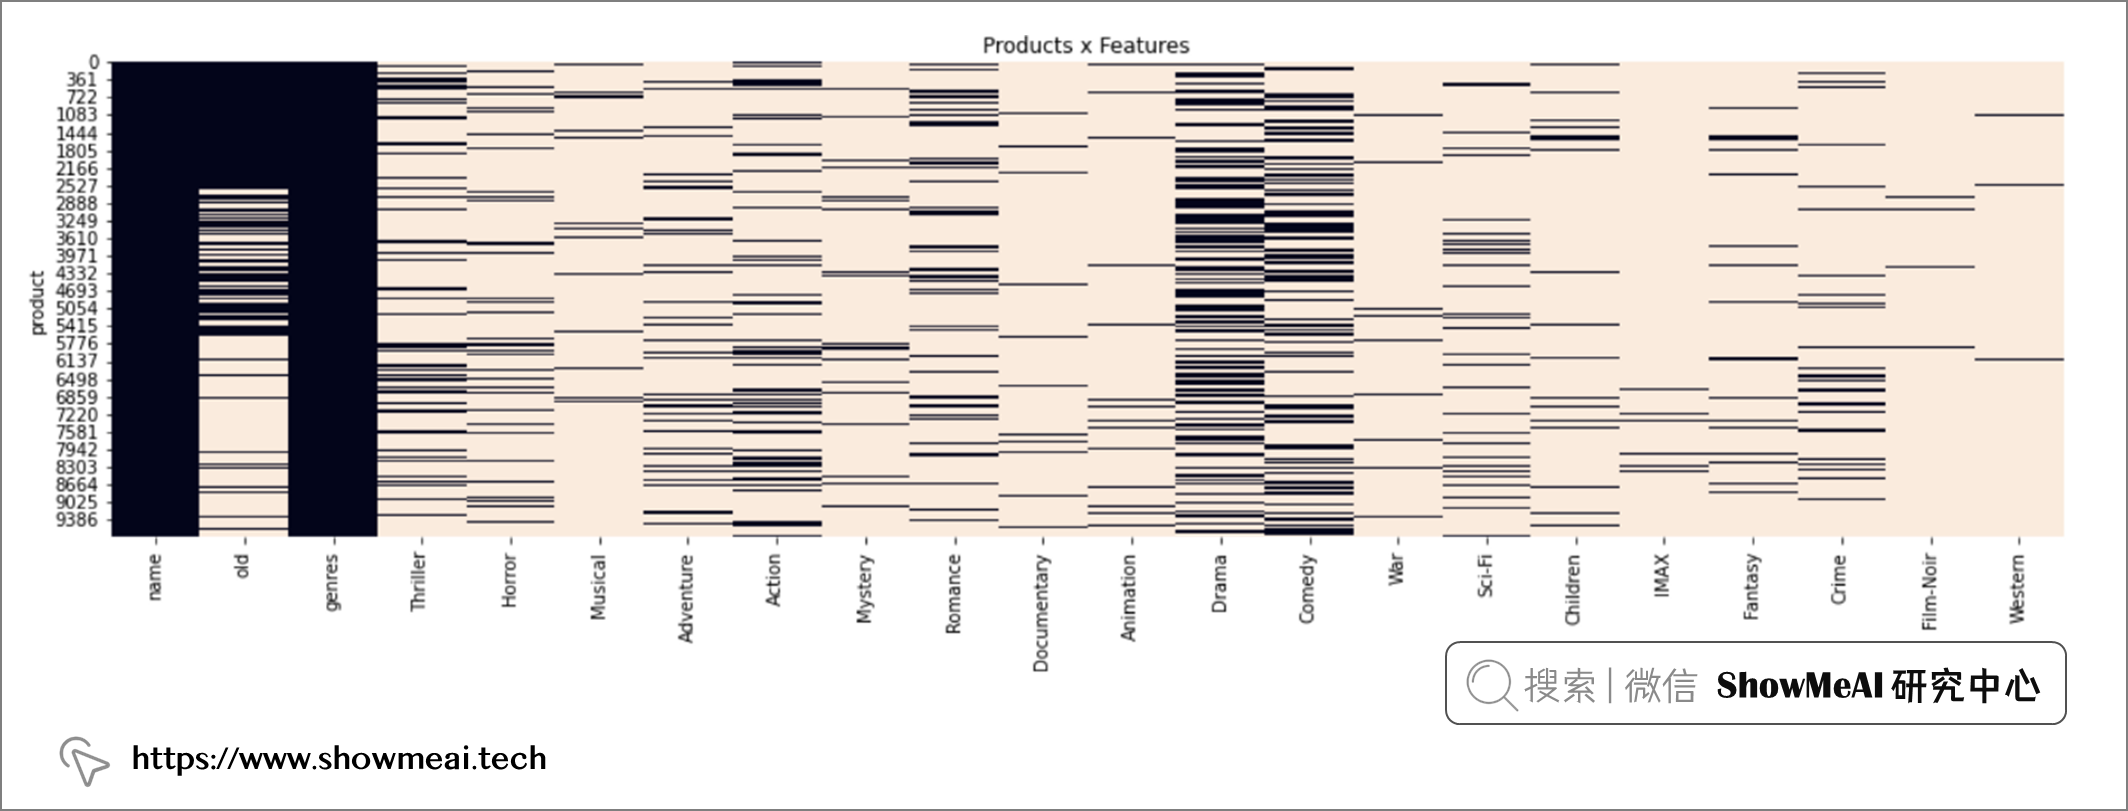 Products x Features
0
361
722
1083
1444
1805
2166
2527
2888
3249
3610
3971
4332
4693
5054
5415
5776
6137
6498
6859
7220
7581
7942
8303
8664
9025
9386
product
name
old
genres
Thriller
Horror
Musical
Adventure
Action
Mystery
Romance
Documentary
Animation
Drama
Comedy
War
Sci-Fi
Children
IMAX
Fantasy
Crime
Film-Noir
Western
搜索 | 微信 ShowMeAI 研究中心
https://www.showmeai.tech